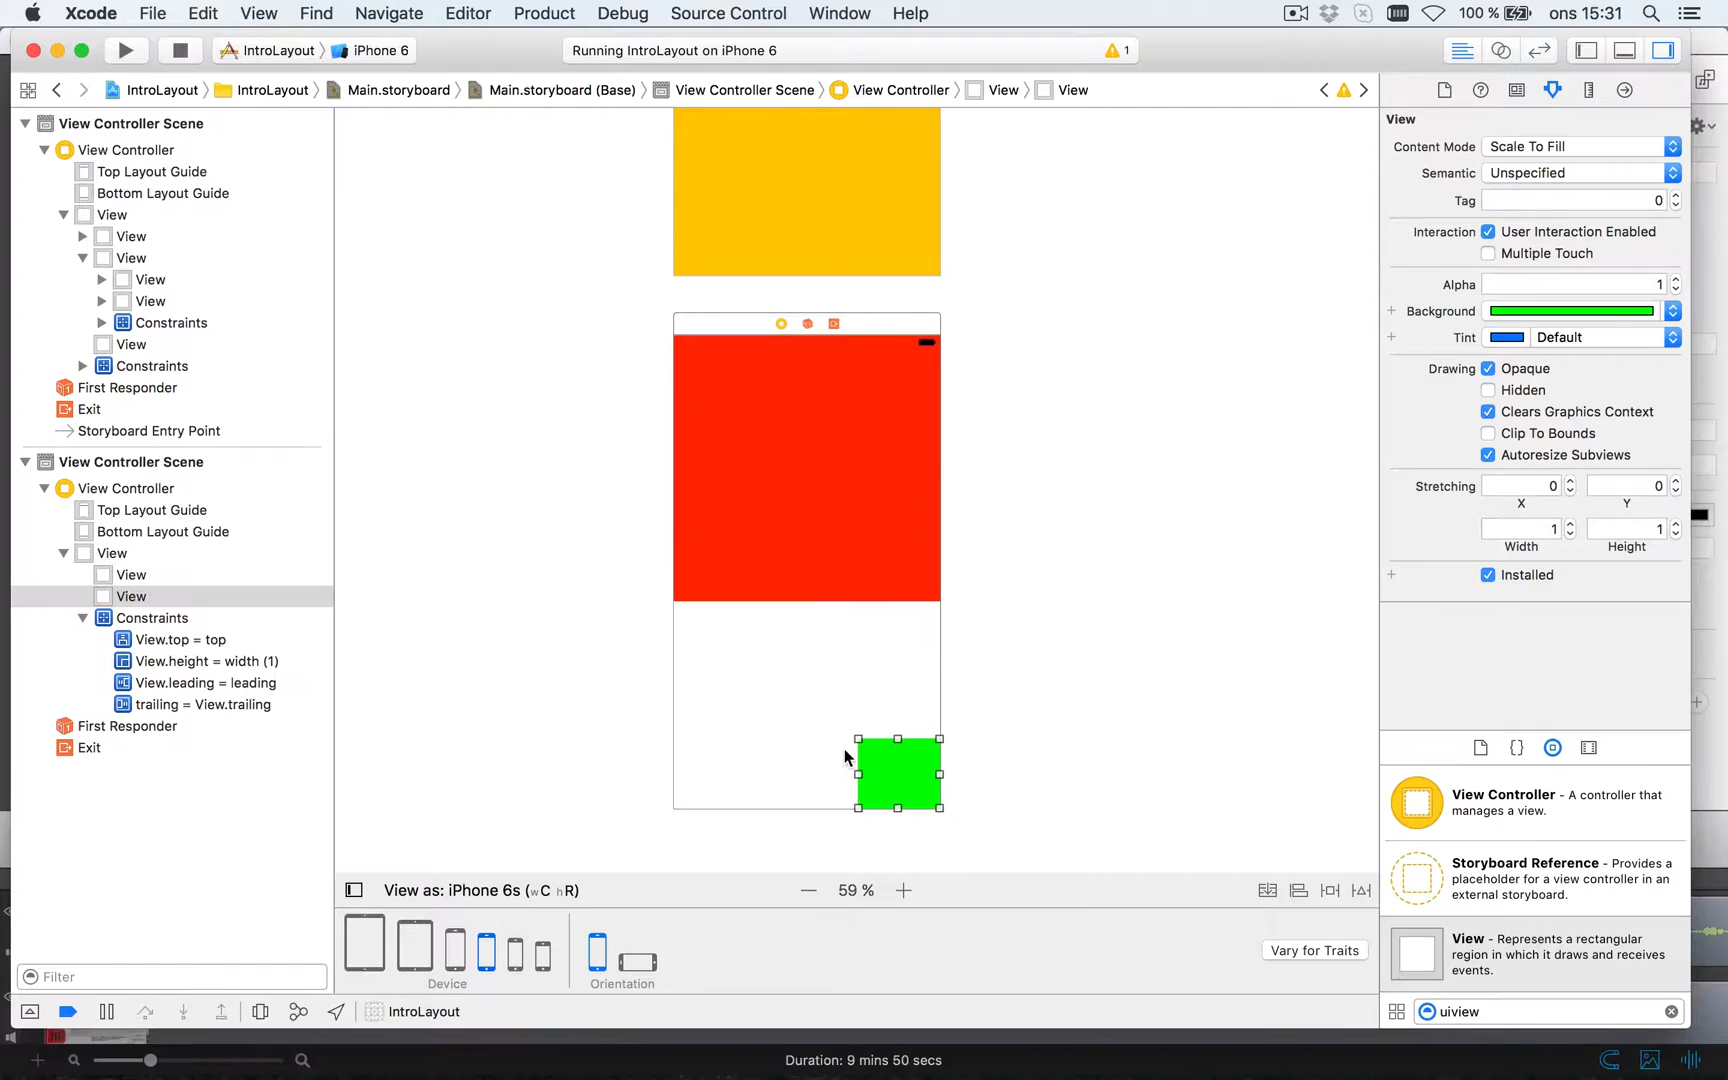 Xcode File Edit View Find Navigate Editor Product Debug Source Control Window Help 100 % ons 15:31
IntroLayout iPhone 6 Running IntroLayout on iPhone 6 1
IntroLayout IntroLayout Main.storyboard Main.storyboard (Base) View Controller Scene View Controller View View
View Controller Scene
View Controller
Top Layout Guide
Bottom Layout Guide
View
View
View
View
View
Constraints
View
Constraints
First Responder
Exit
Storyboard Entry Point
View Controller Scene
View Controller
Top Layout Guide
Bottom Layout Guide
View
View
View
Constraints
View.top = top
View.height = width (1)
View.leading = leading
trailing = View.trailing
First Responder
Exit
Filter
View as: iPhone 6s (wC hR)
59 %
Device
Orientation
Vary for Traits
IntroLayout
View
Content Mode Scale To Fill
Semantic Unspecified
Tag 0
Interaction User Interaction Enabled
Multiple Touch
Alpha 1
Background
Tint Default
Drawing Opaque
Hidden
Clears Graphics Context
Clip To Bounds
Autoresize Subviews
Stretching 0 0
X Y
1 1
Width Height
Installed
View Controller - A controller that
manages a view.
Storyboard Reference - Provides a
placeholder for a view controller in an
external storyboard.
View - Represents a rectangular
region in which it draws and receives
events.
uiview
Duration: 9 mins 50 secs